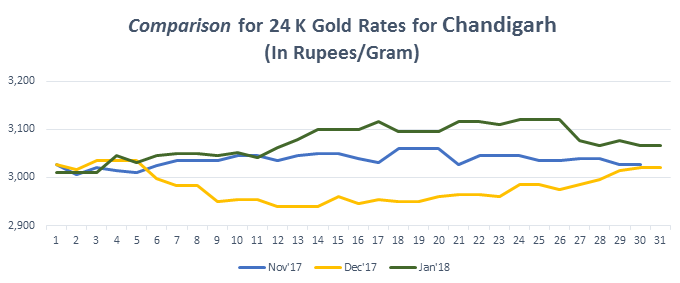 Comparison for 24 K Gold Rates for Chandigarh
(In Rupees/Gram)
3,200
3,100
3,000
2,900
1 2 3 4 5 6 7 8 9 10 11 12 13 14 15 16 17 18 19 20 21 22 23 24 25 26 27 28 29 30 31
Nov'17 Dec'17 Jan'18